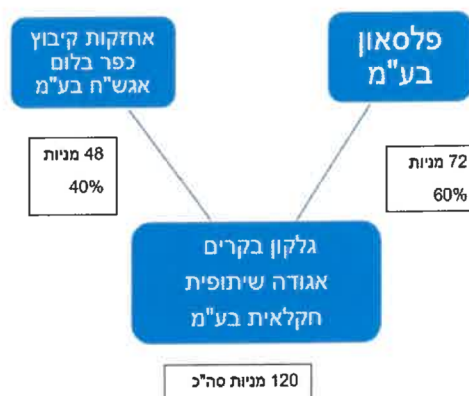 פלסאון
בע"מ
אחזקות קיבוץ
כפר בלום
אגש"ח בע"מ
72 מניות
60%
48 מניות
40%
גלקון בקרים
אגודה שיתופית
חקלאית בע"מ
120 מניות סה"כ